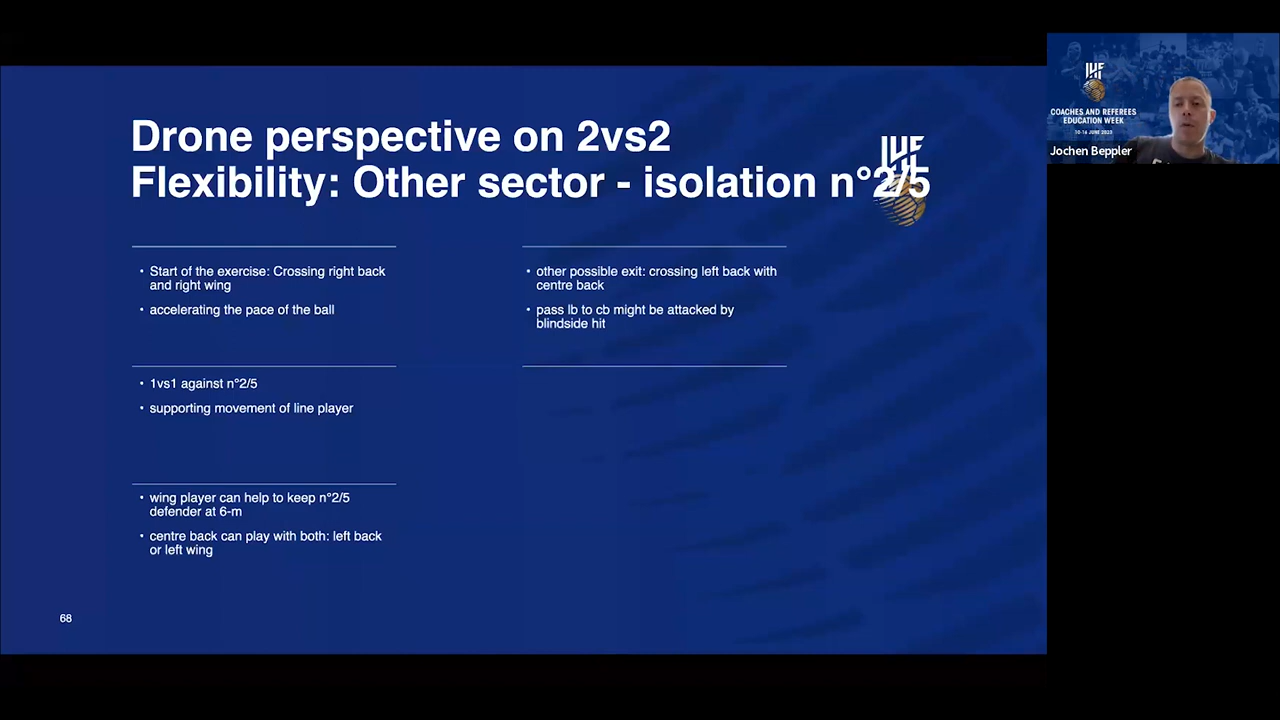 Drone perspective on 2vs2
Flexibility: Other sector - isolation n°2/5
IHF
• Start of the exercise: Crossing right back
and right wing
• accelerating the pace of the ball
• 1vs1 against n°2/5
• supporting movement of line player
• wing player can help to keep n°2/5
defender at 6-m
• centre back can play with both: left back
or left wing
• other possible exit: crossing left back with
centre back
• pass lb to cb might be attacked by
blindside hit
68
IHF
COACHES AND REFEREES
EDUCATION WEEK
Jochen Beppler